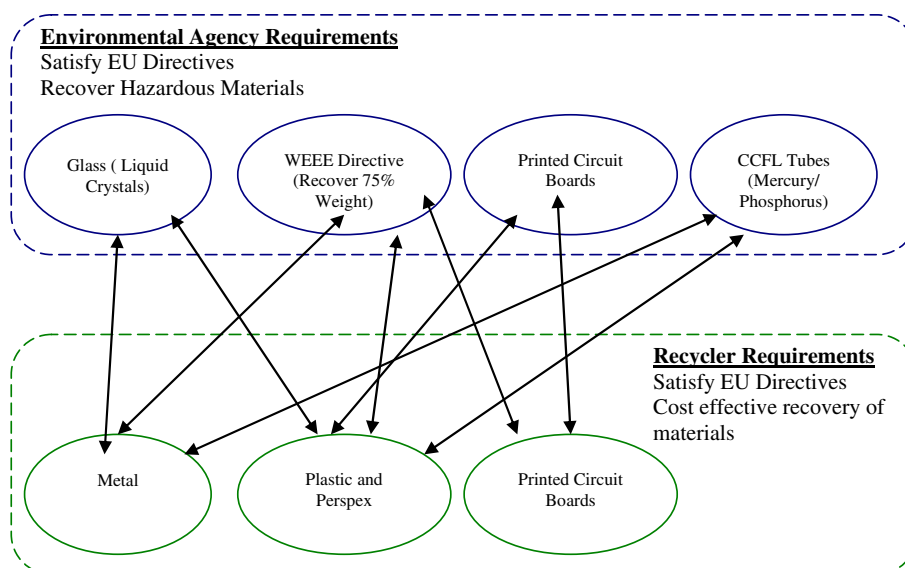 Environmental Agency Requirements
Satisfy EU Directives
Recover Hazardous Materials
Glass ( Liquid
Crystals)
WEEE Directive
(Recover 75%
Weight)
Printed Circuit
Boards
CCFL Tubes
(Mercury/
Phosphorus)
Recycler Requirements
Satisfy EU Directives
Cost effective recovery of
materials
Metal
Plastic and
Perspex
Printed Circuit
Boards